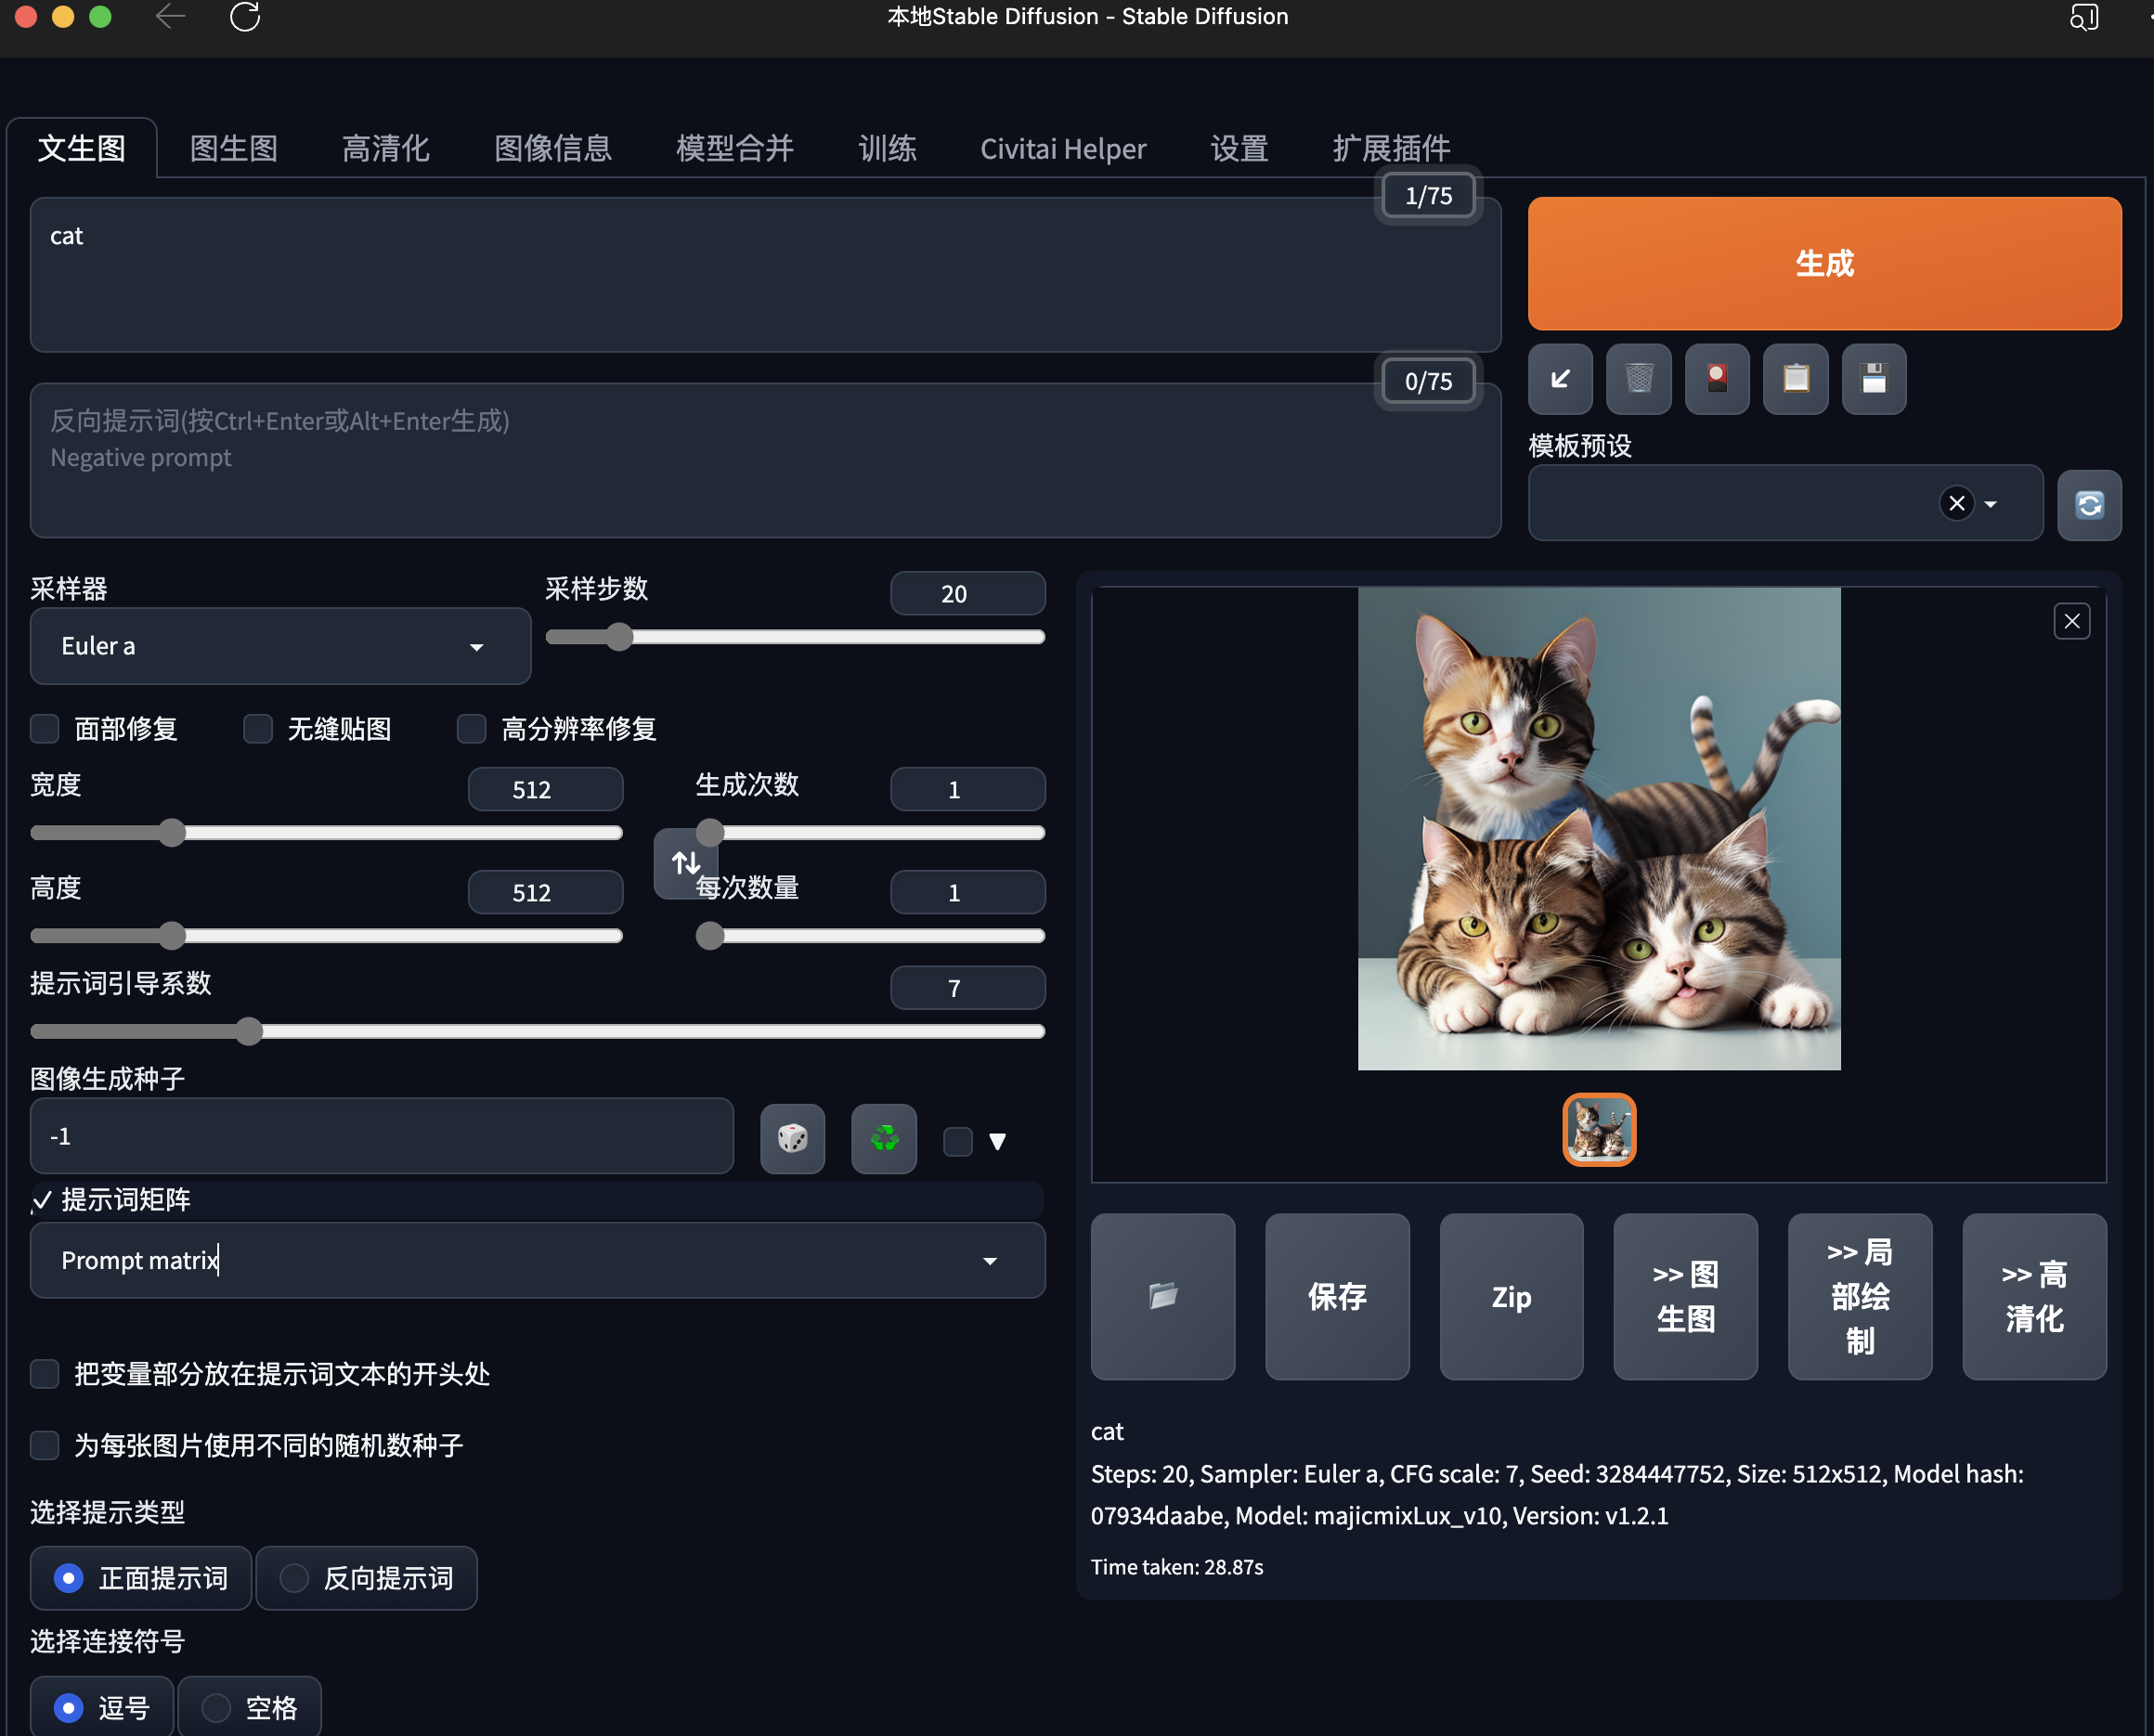 本地Stable Diffusion - Stable Diffusion
文生图 图生图 高清化 图像信息 模型合并 训练 Civitai Helper 设置 扩展插件
1/75
cat
生成
0/75
反向提示词(按Ctrl+Enter或Alt+Enter生成)
Negative prompt
模板预设
采样器
Euler a
采样步数
20
面部修复 无缝贴图 高分辨率修复
宽度
512
生成次数
1
高度
512
每次数量
1
提示词引导系数
7
图像生成种子
-1
提示词矩阵
Prompt matrix
把变量部分放在提示词文本的开头处
为每张图片使用不同的随机数种子
选择提示类型
正面提示词 反向提示词
选择连接符号
逗号 空格
保存
Zip
>> 图
生图
>> 局
部绘
制
>> 高
清化
cat
Steps: 20, Sampler: Euler a, CFG scale: 7, Seed: 3284447752, Size: 512x512, Model hash:
07934daabe, Model: majicmixLux_v10, Version: v1.2.1
Time taken: 28.87s